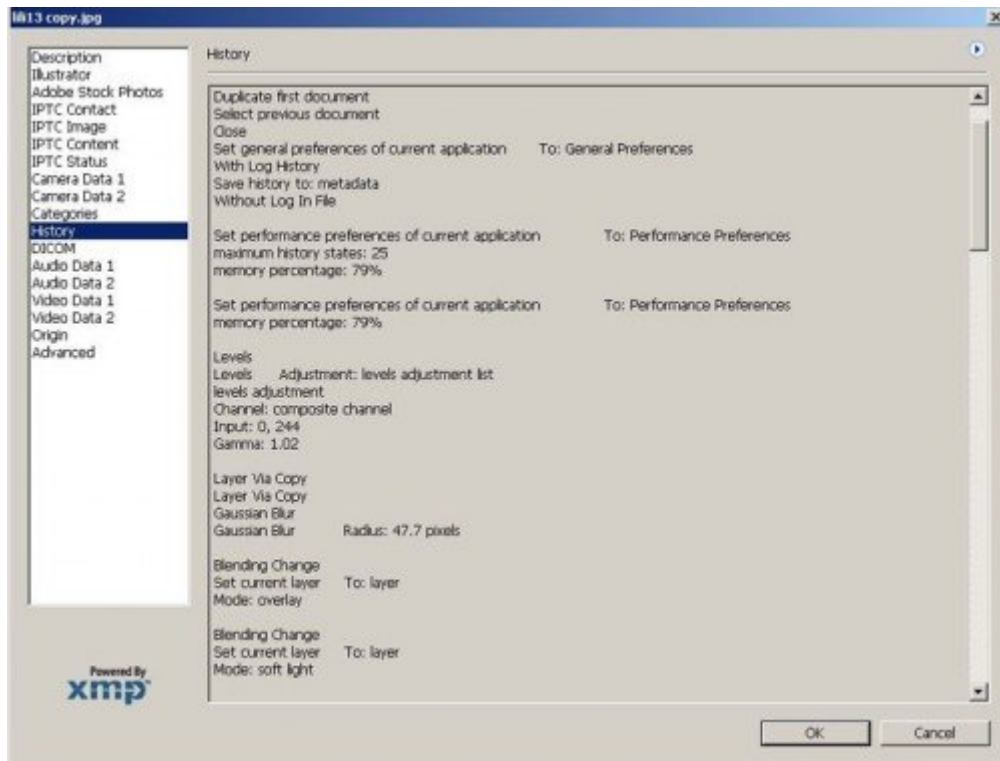 lili13 copy.jpg
Description
Illustrator
Adobe Stock Photos
IPTC Contact
IPTC Image
IPTC Content
IPTC Status
Camera Data 1
Camera Data 2
Categories
History
DICOM
Audio Data 1
Audio Data 2
Video Data 1
Video Data 2
Origin
Advanced
Powered By
xmp
History
Duplicate first document
Select previous document
Close
Set general preferences of current application To: General Preferences
With Log History
Save history to: metadata
Without Log In File
Set performance preferences of current application To: Performance Preferences
maximum history states: 25
memory percentage: 79%
Set performance preferences of current application To: Performance Preferences
memory percentage: 79%
Levels
Levels Adjustment: levels adjustment list
levels adjustment
Channel: composite channel
Input: 0, 244
Gamma: 1.02
Layer Via Copy
Layer Via Copy
Gaussian Blur
Gaussian Blur Radius: 47.7 pixels
Blending Change
Set current layer To: layer
Mode: overlay
Blending Change
Set current layer To: layer
Mode: soft light
OK
Cancel